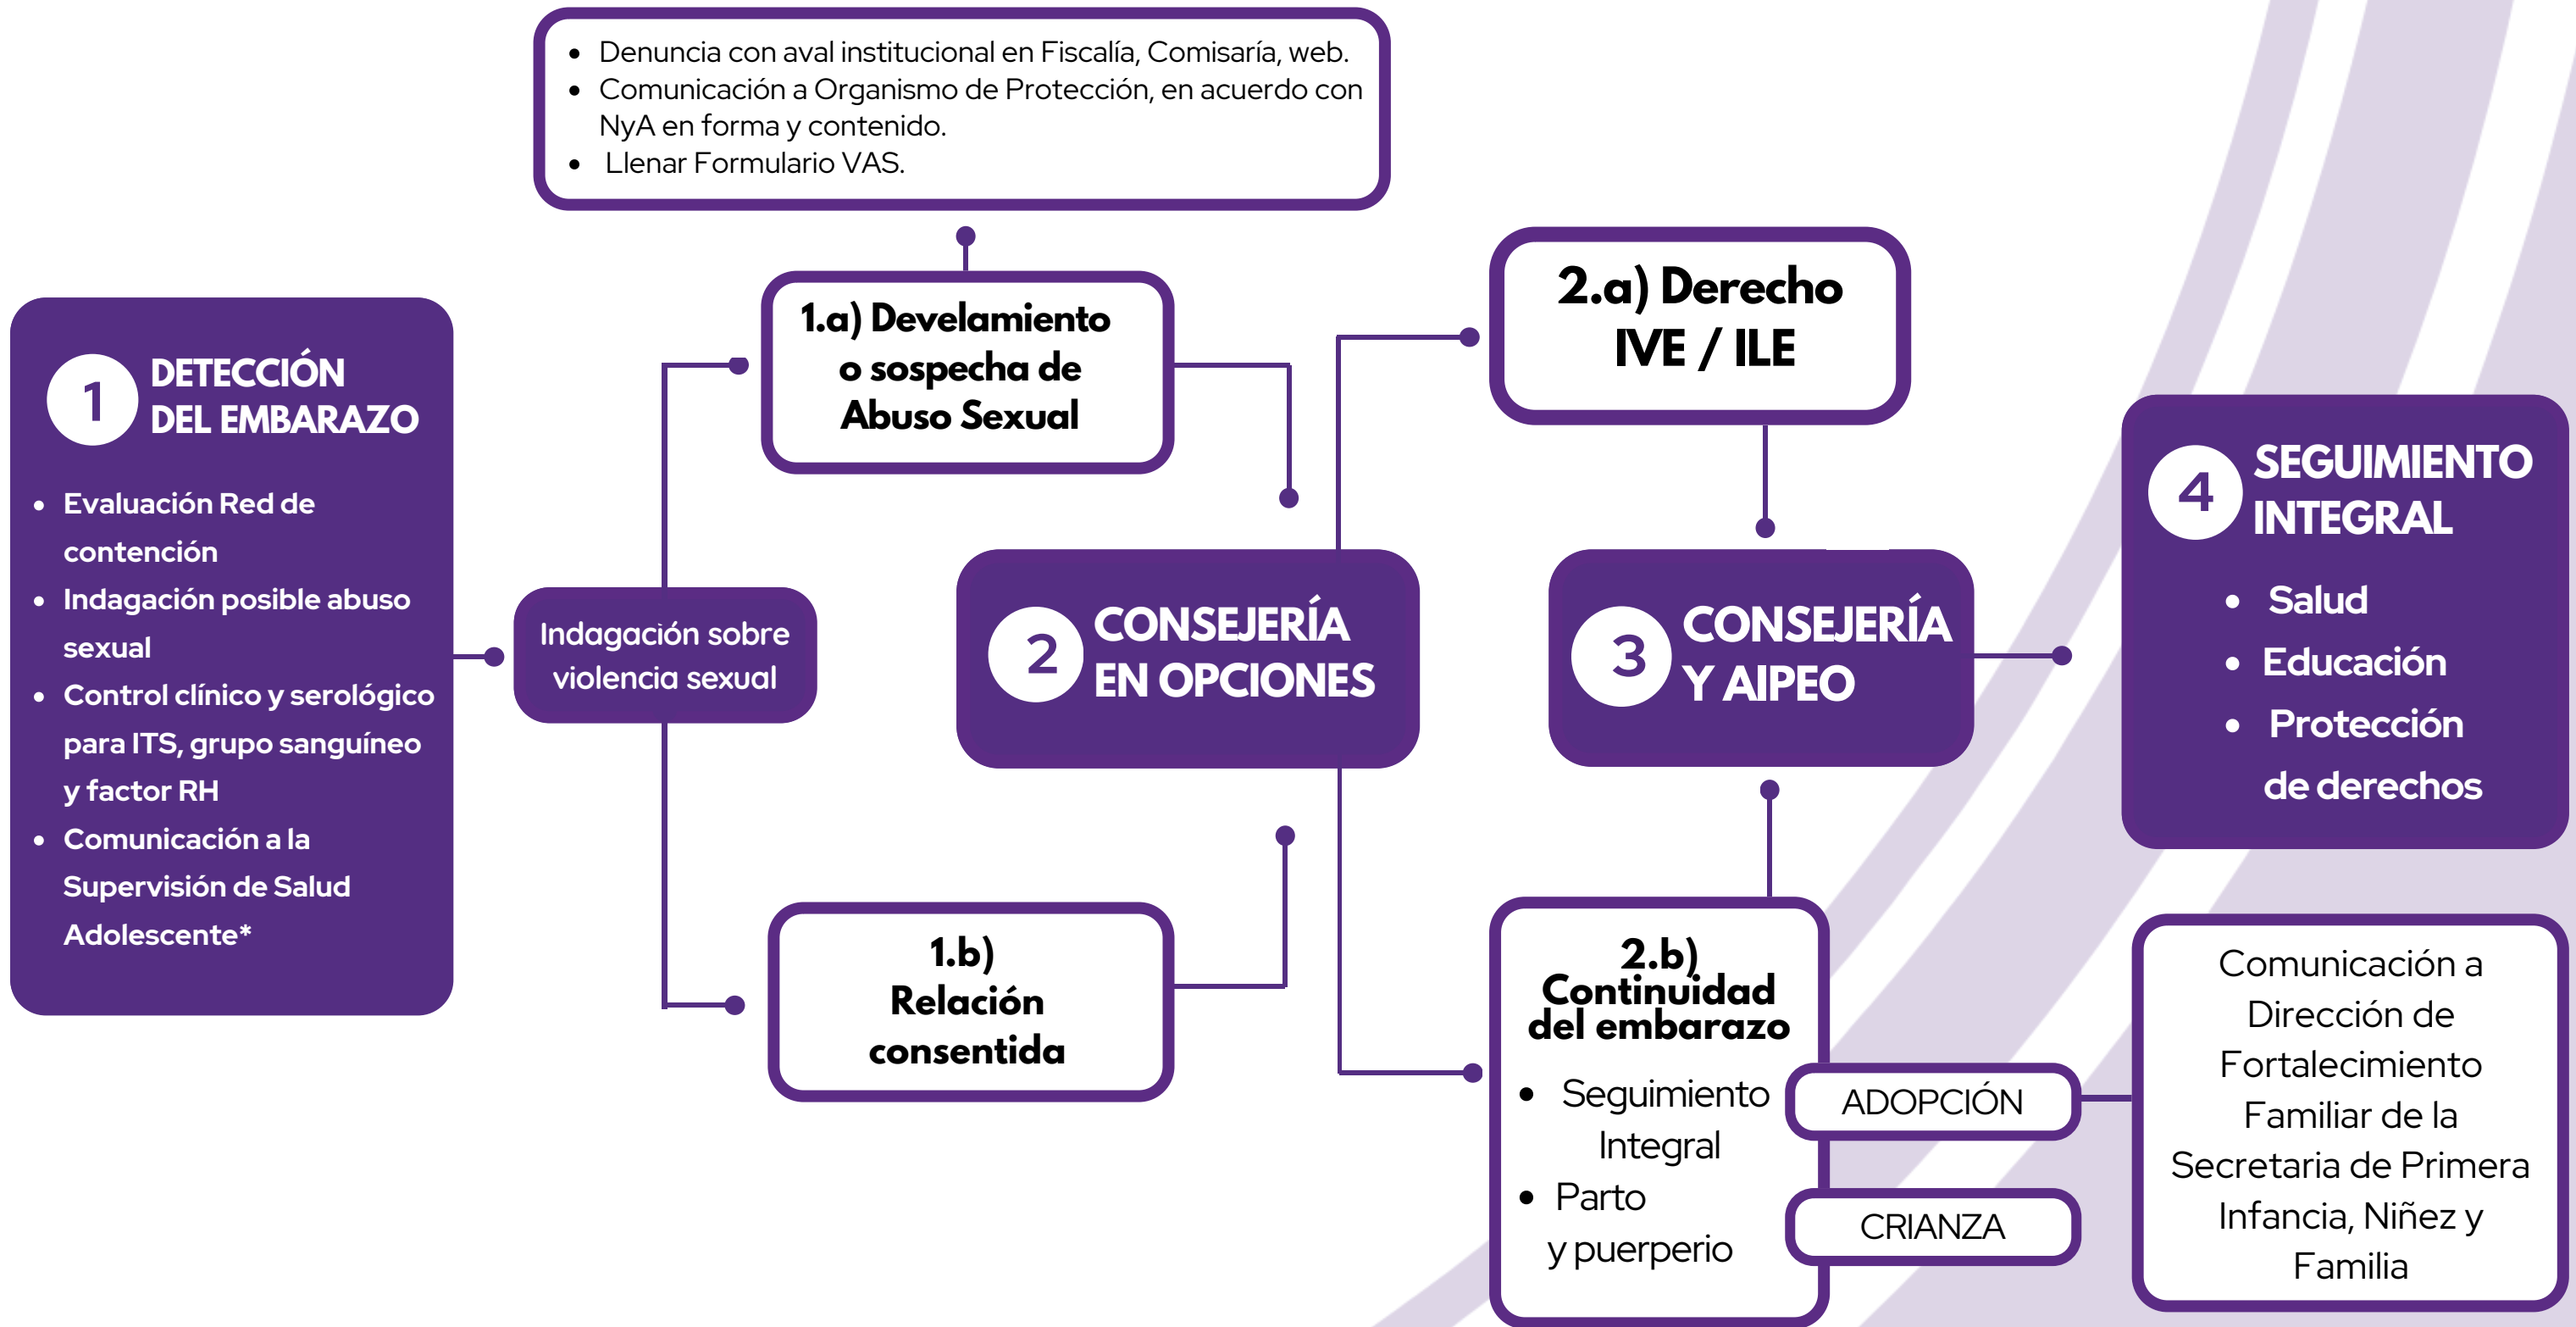 • Denuncia con aval institucional en Fiscalía, Comisaría, web.
• Comunicación a Organismo de Protección, en acuerdo con
NyA en forma y contenido.
• Llenar Formulario VAS.
1
DETECCIÓN
DEL EMBARAZO
• Evaluación Red de
contención
• Indagación posible abuso
sexual
• Control clínico y serológico
para ITS, grupo sanguíneo
y factor RH
• Comunicación a la
Supervisión de Salud
Adolescente*
Indagación sobre
violencia sexual
1.a) Develamiento
o sospecha de
Abuso Sexual
1.b)
Relación
consentida
2
CONSEJERÍA
EN OPCIONES
2.a) Derecho
IVE / ILE
2.b)
Continuidad
del embarazo
• Seguimiento
Integral
• Parto
y puerperio
ADOPCIÓN
CRIANZA
3
CONSEJERÍA
Y AIPEO
4
SEGUIMIENTO
INTEGRAL
• Salud
• Educación
• Protección
de derechos
Comunicación a
Dirección de
Fortalecimiento
Familiar de la
Secretaria de Primera
Infancia, Niñez y
Familia